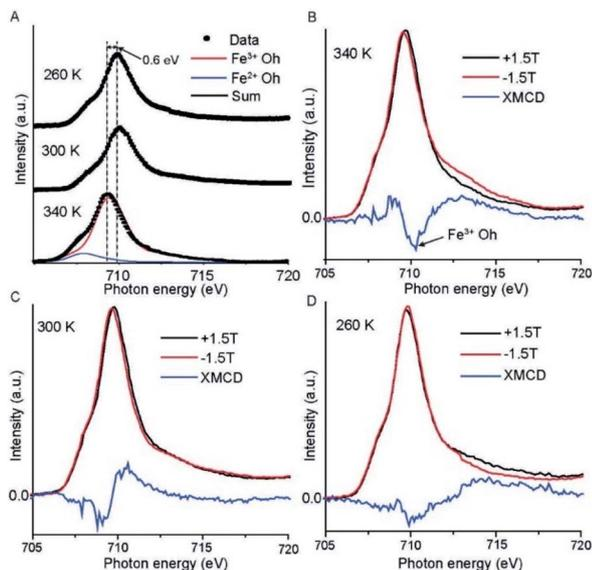 A
Data
Fe³⁺ Oh
Fe²⁺ Oh
Sum
0.6 eV
260 K
300 K
340 K
Intensity (a.u.)
710 715 720
Photon energy (eV)
B
340 K
+1.5T
-1.5T
XMCD
Fe³⁺ Oh
Intensity (a.u.)
0.0
705 710 715 720
Photon energy (eV)
C
300 K
+1.5T
-1.5T
XMCD
Intensity (a.u.)
0.0
705 710 715 720
Photon energy (eV)
D
260 K
+1.5T
-1.5T
XMCD
Intensity (a.u.)
0.0
705 710 715 720
Photon energy (eV)